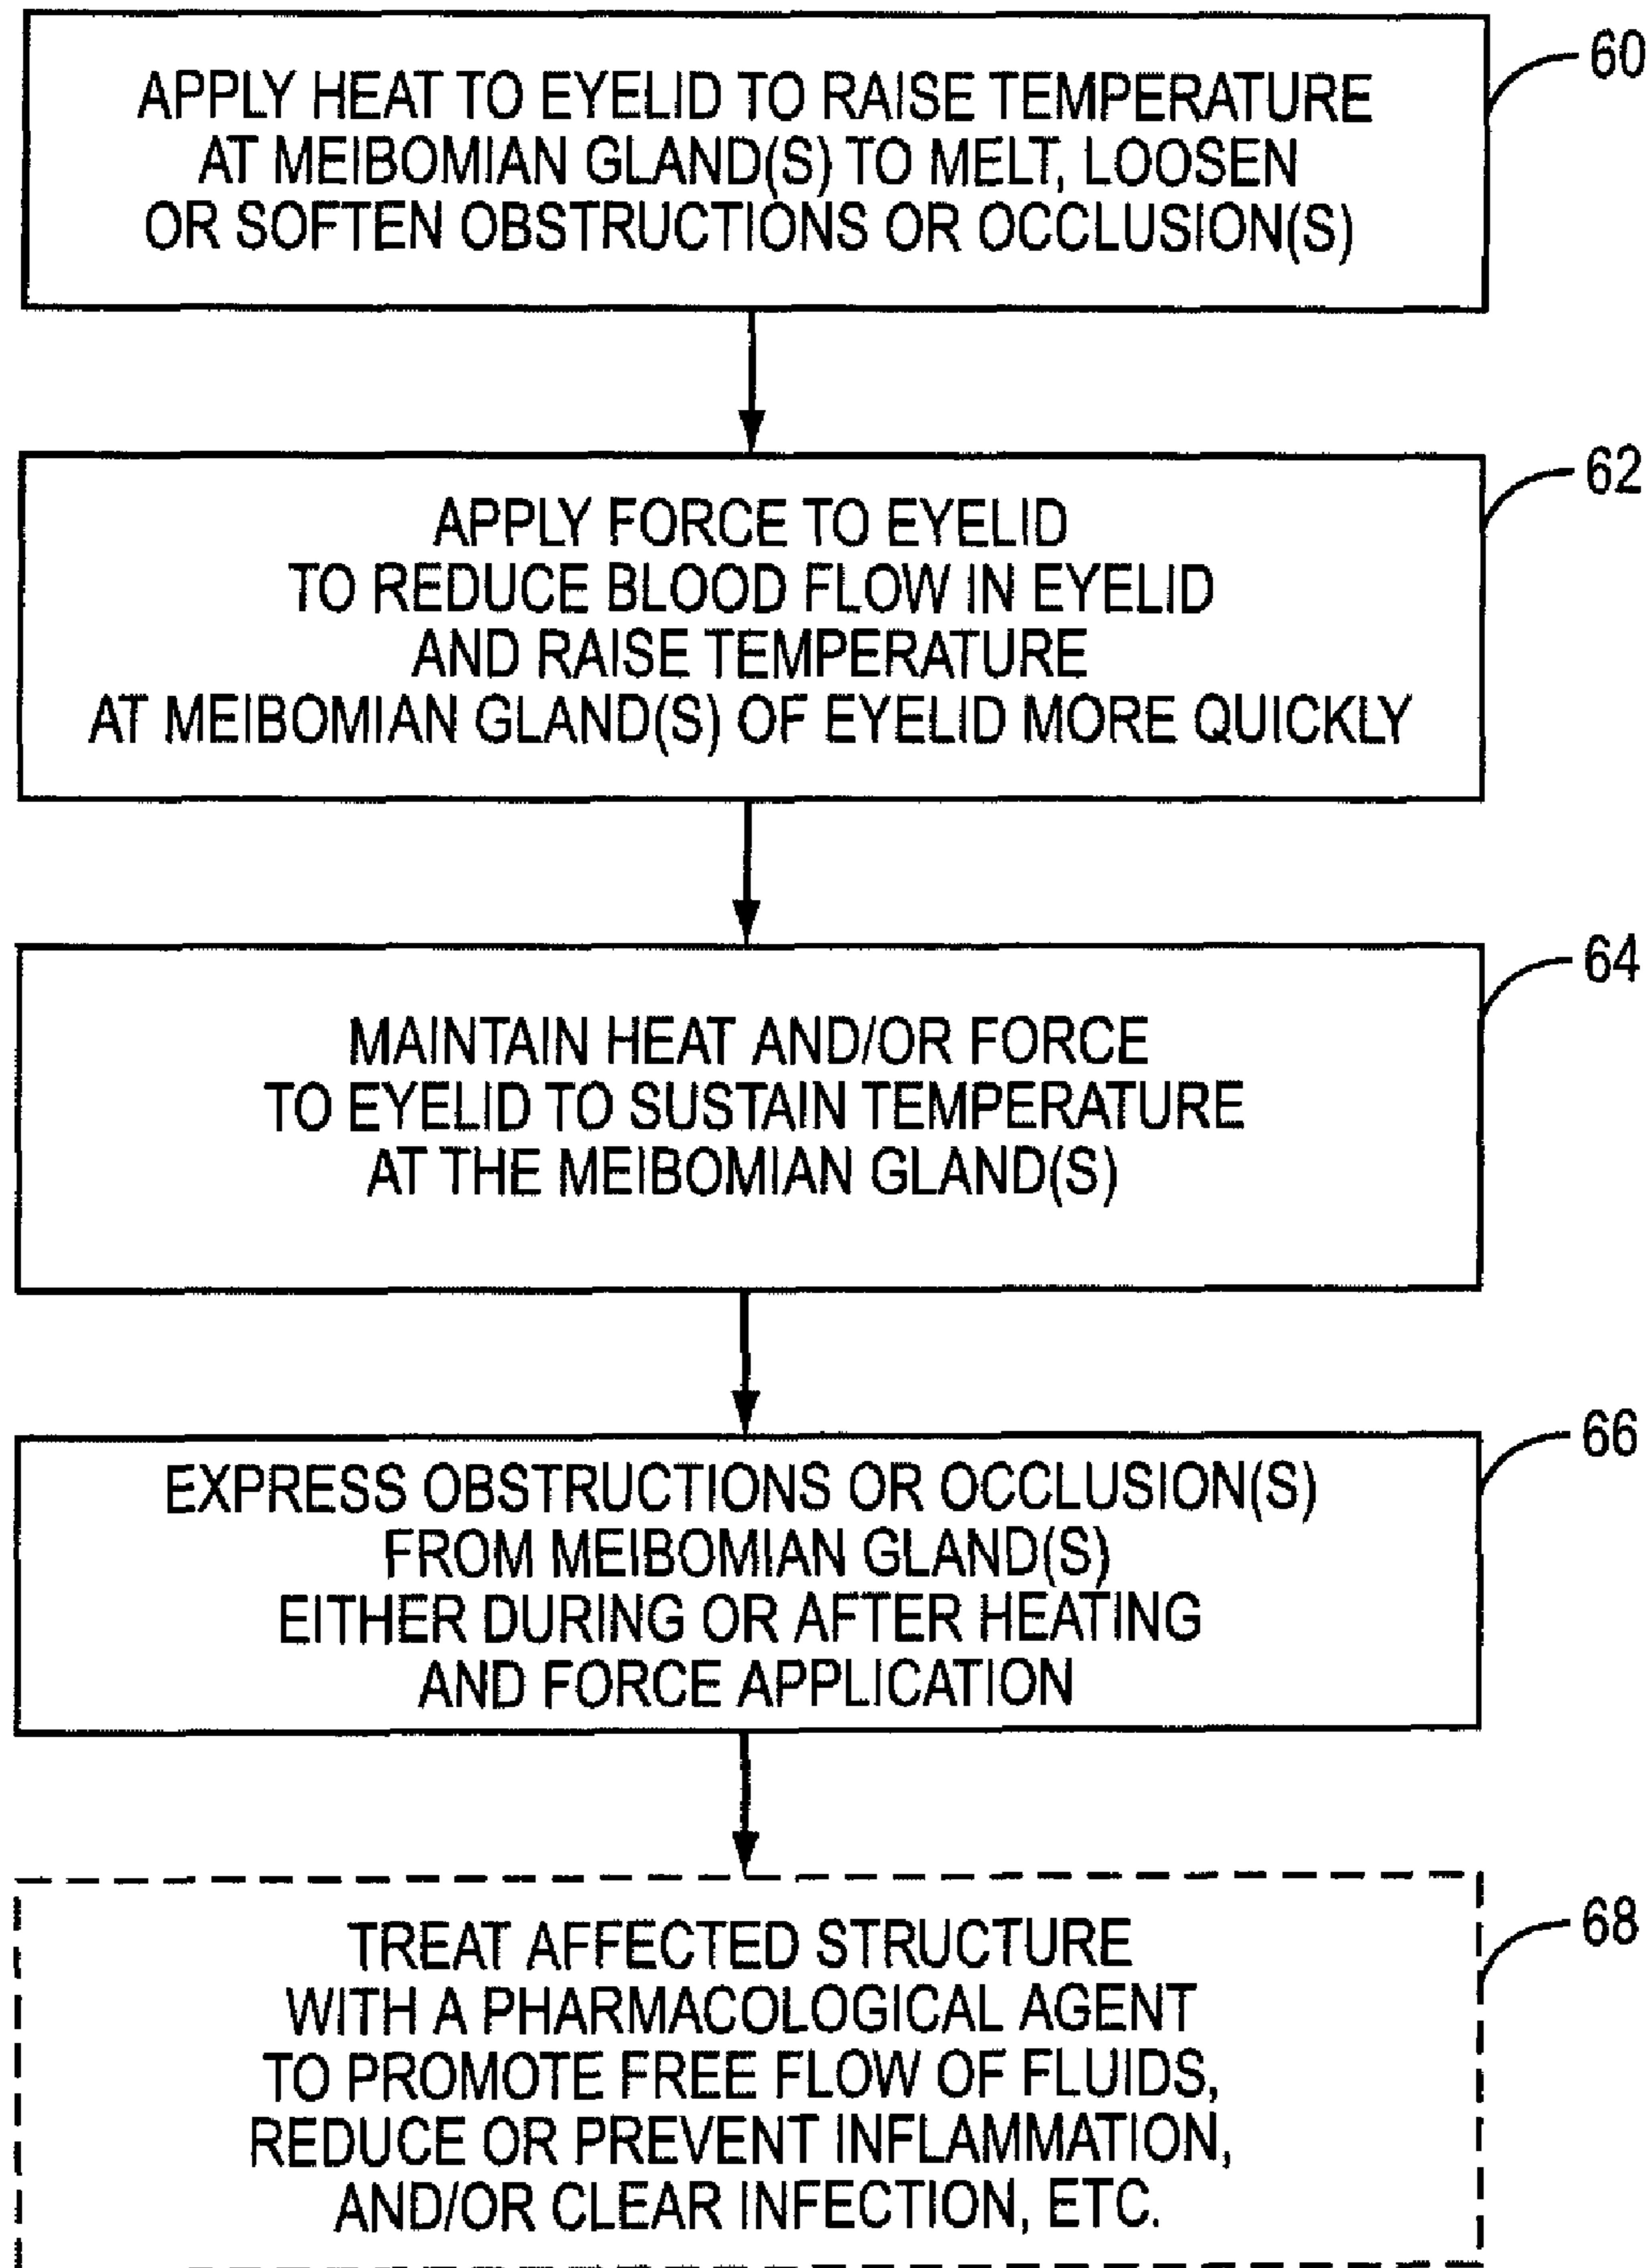 APPLY HEAT TO EYELID TO RAISE TEMPERATURE
AT MEIBOMIAN GLAND(S) TO MELT, LOOSEN
OR SOFTEN OBSTRUCTIONS OR OCCLUSION(S)
60
APPLY FORCE TO EYELID
TO REDUCE BLOOD FLOW IN EYELID
AND RAISE TEMPERATURE
AT MEIBOMIAN GLAND(S) OF EYELID MORE QUICKLY
62
MAINTAIN HEAT AND/OR FORCE
TO EYELID TO SUSTAIN TEMPERATURE
AT THE MEIBOMIAN GLAND(S)
64
EXPRESS OBSTRUCTIONS OR OCCLUSION(S)
FROM MEIBOMIAN GLAND(S)
EITHER DURING OR AFTER HEATING
AND FORCE APPLICATION
66
TREAT AFFECTED STRUCTURE
WITH A PHARMACOLOGICAL AGENT
TO PROMOTE FREE FLOW OF FLUIDS,
REDUCE OR PREVENT INFLAMMATION,
AND/OR CLEAR INFECTION, ETC.
68